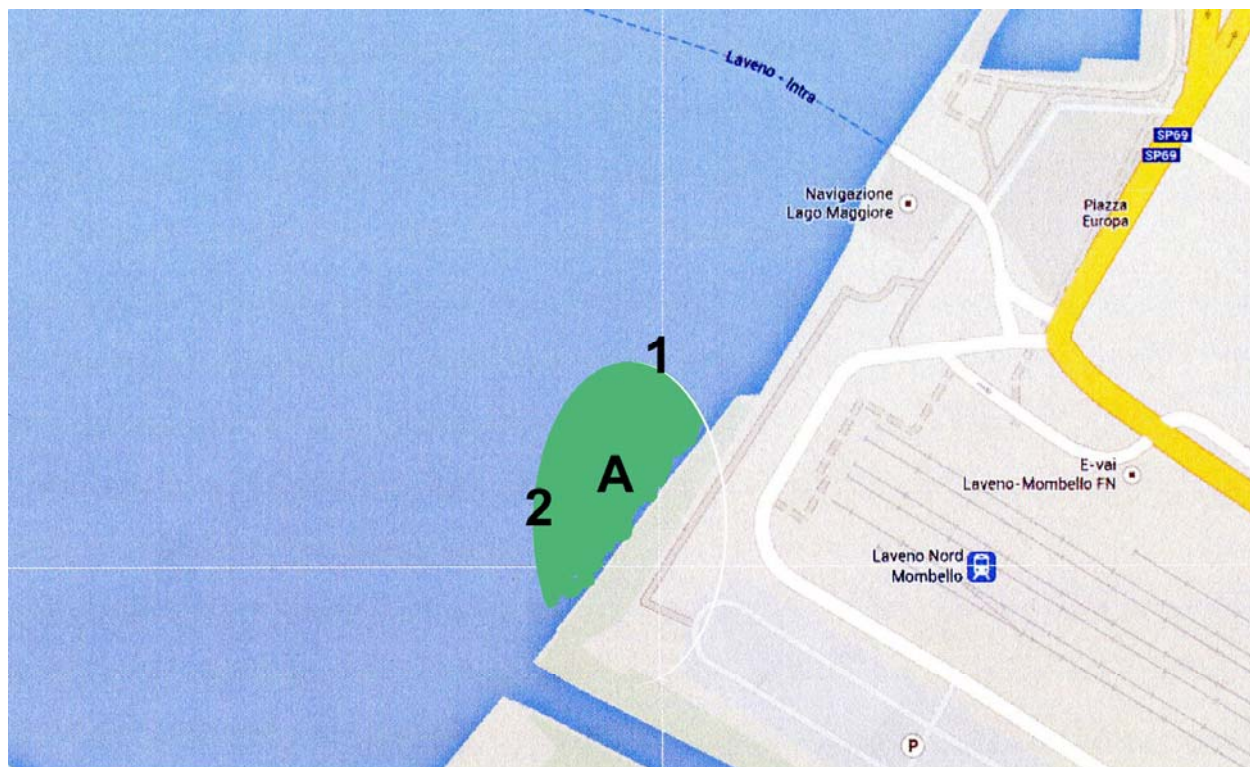 Laveno - Intra
SP69
SP69
Navigazione
Lago Maggiore
Piazza
Europa
1
A
2
E-vai
Laveno-Mombello FN
Laveno Nord
Mombello
P